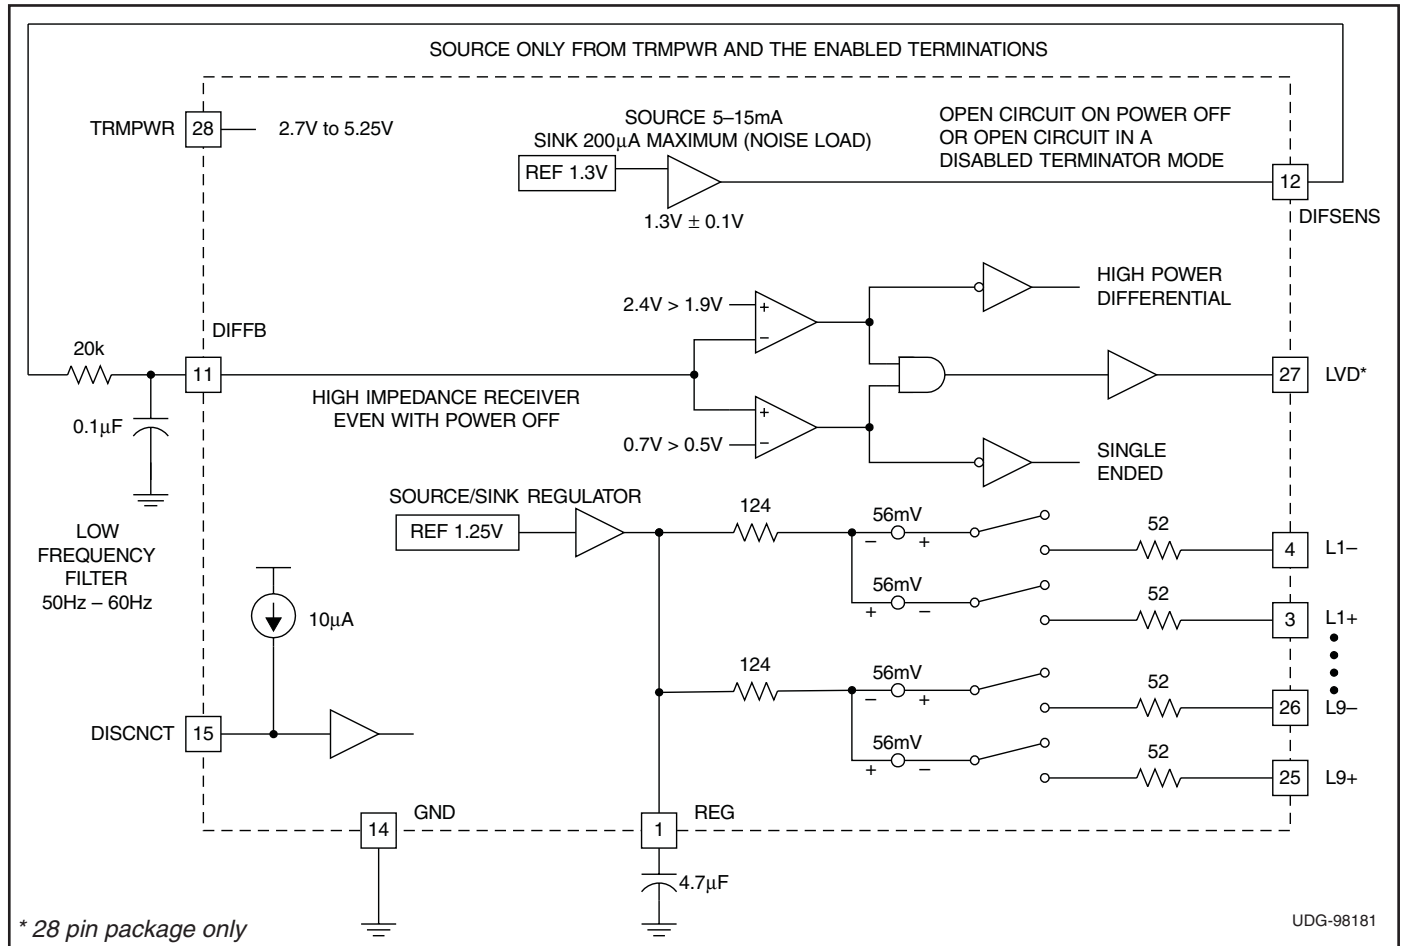 SOURCE ONLY FROM TRMPWR AND THE ENABLED TERMINATIONS
TRMPWR
28
2.7V to 5.25V
SOURCE 5–15mA
SINK 200µA MAXIMUM (NOISE LOAD)
REF 1.3V
1.3V ± 0.1V
OPEN CIRCUIT ON POWER OFF
OR OPEN CIRCUIT IN A
DISABLED TERMINATOR MODE
12
DIFSENS
2.4V > 1.9V
+
−
HIGH POWER
DIFFERENTIAL
DIFFB
20k
11
0.1µF
HIGH IMPEDANCE RECEIVER
EVEN WITH POWER OFF
27
LVD*
+
0.7V > 0.5V
−
SINGLE
ENDED
LOW
FREQUENCY
FILTER
50Hz – 60Hz
SOURCE/SINK REGULATOR
REF 1.25V
124
56mV
− +
52
4
L1–
56mV
+ −
52
3
L1+
10µA
124
56mV
− +
52
26
L9–
DISCNCT
15
56mV
+ −
52
25
L9+
14
GND
1
REG
4.7µF
* 28 pin package only
UDG-98181